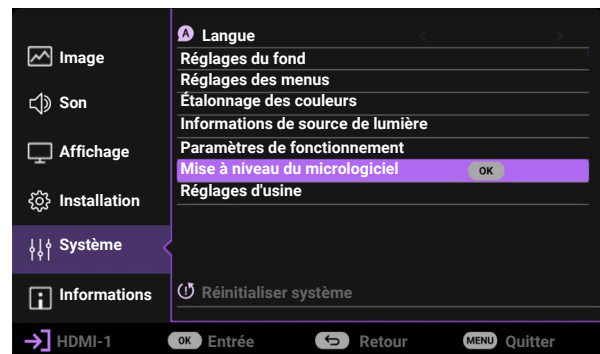 Image
Son
Affichage
Installation
Système
Informations
Langue
Réglages du fond
Réglages des menus
Étalonnage des couleurs
Informations de source de lumière
Paramètres de fonctionnement
Mise à niveau du micrologiciel OK
Réglages d'usine
Réinitialiser système
HDMI-1 OK Entrée Retour MENU Quitter